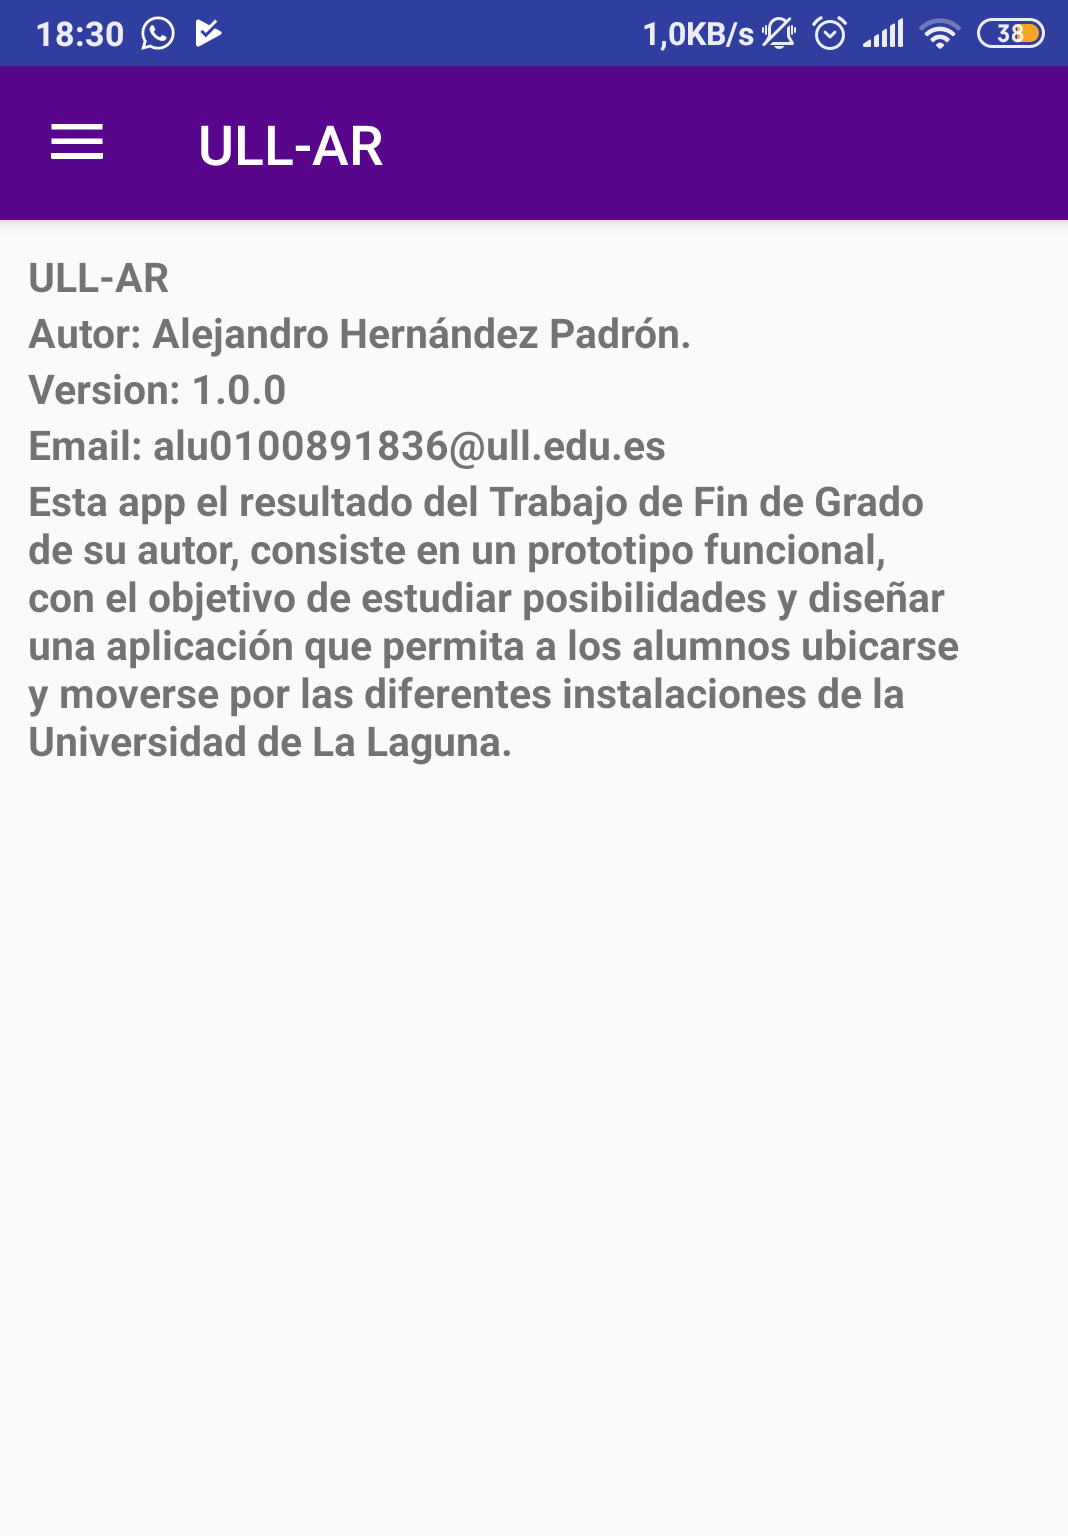 18:30 1,0KB/s 38
ULL-AR
ULL-AR
Autor: Alejandro Hernández Padrón.
Version: 1.0.0
Email: alu0100891836@ull.edu.es
Esta app el resultado del Trabajo de Fin de Grado
de su autor, consiste en un prototipo funcional,
con el objetivo de estudiar posibilidades y diseñar
una aplicación que permita a los alumnos ubicarse
y moverse por las diferentes instalaciones de la
Universidad de La Laguna.